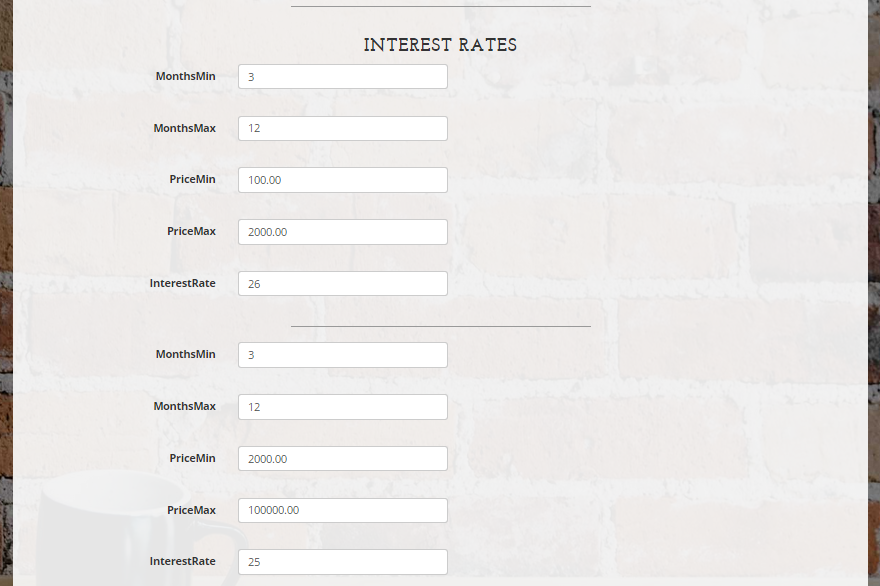 INTEREST RATES
MonthsMin 3
MonthsMax 12
PriceMin 100.00
PriceMax 2000.00
InterestRate 26
MonthsMin 3
MonthsMax 12
PriceMin 2000.00
PriceMax 100000.00
InterestRate 25